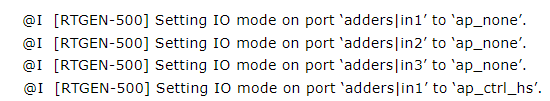 @I [RTGEN-500] Setting IO mode on port ‘adders|in1’ to ‘ap_none’.
@I [RTGEN-500] Setting IO mode on port ‘adders|in2’ to ‘ap_none’.
@I [RTGEN-500] Setting IO mode on port ‘adders|in3’ to ‘ap_none’.
@I [RTGEN-500] Setting IO mode on port ‘adders|in1’ to ‘ap_ctrl_hs’.